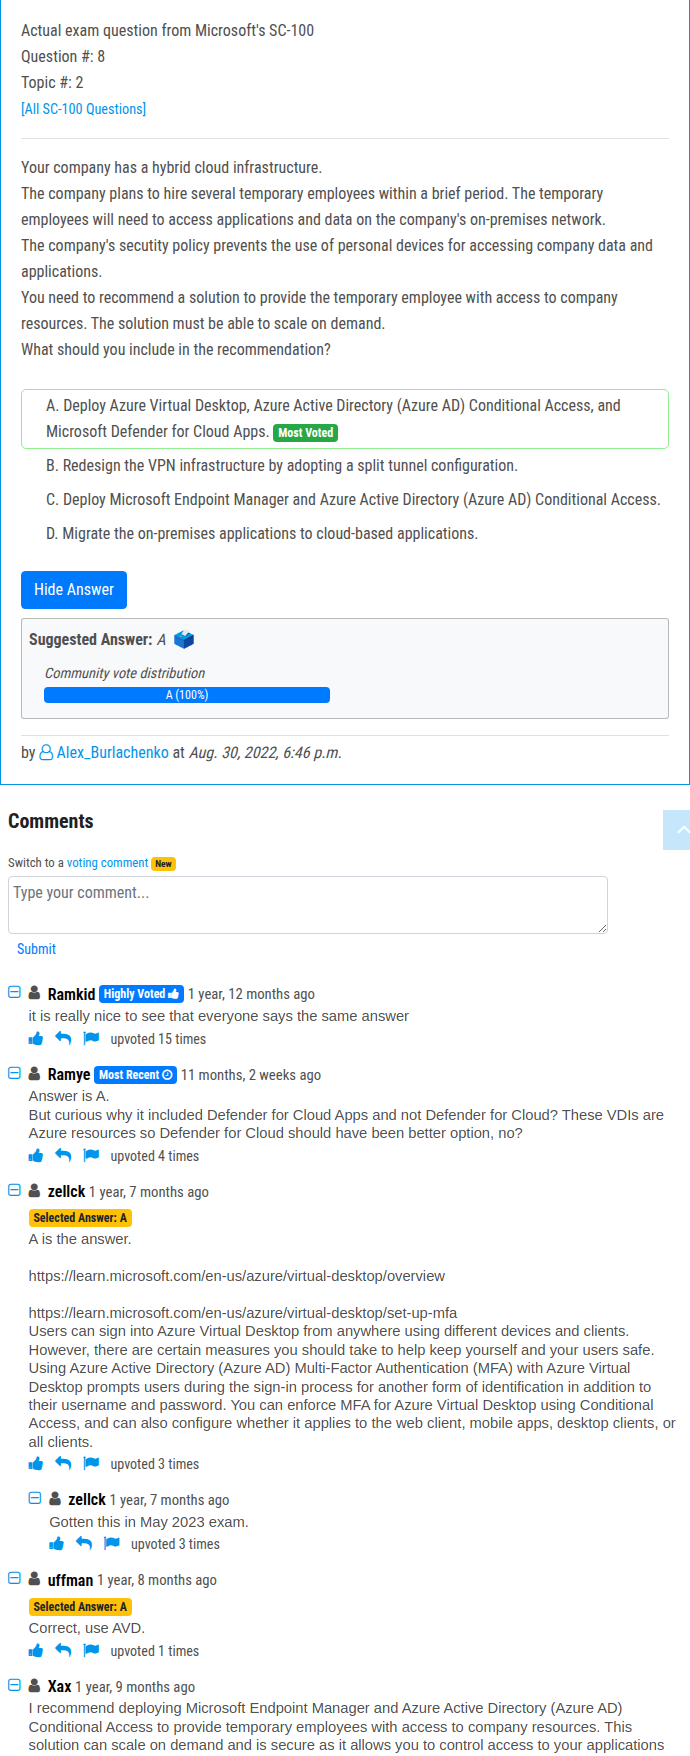 Actual exam question from Microsoft's SC-100
Question #: 8
Topic #: 2
[All SC-100 Questions]
Your company has a hybrid cloud infrastructure.
The company plans to hire several temporary employees within a brief period. The temporary
employees will need to access applications and data on the company's on-premises network.
The company's secutity policy prevents the use of personal devices for accessing company data and
applications.
You need to recommend a solution to provide the temporary employee with access to company
resources. The solution must be able to scale on demand.
What should you include in the recommendation?
A. Deploy Azure Virtual Desktop, Azure Active Directory (Azure AD) Conditional Access, and
Microsoft Defender for Cloud Apps. Most Voted
B. Redesign the VPN infrastructure by adopting a split tunnel configuration.
C. Deploy Microsoft Endpoint Manager and Azure Active Directory (Azure AD) Conditional Access.
D. Migrate the on-premises applications to cloud-based applications.
Hide Answer
Suggested Answer: A
Community vote distribution
A (100%)
by Alex_Burlachenko at Aug. 30, 2022, 6:46 p.m.
Comments
Switch to a voting comment New
Type your comment...
Submit
Ramkid Highly Voted 1 year, 12 months ago
it is really nice to see that everyone says the same answer
upvoted 15 times
Ramye Most Recent 11 months, 2 weeks ago
Answer is A.
But curious why it included Defender for Cloud Apps and not Defender for Cloud? These VDIs are
Azure resources so Defender for Cloud should have been better option, no?
upvoted 4 times
zellck 1 year, 7 months ago
Selected Answer: A
A is the answer.
https://learn.microsoft.com/en-us/azure/virtual-desktop/overview
https://learn.microsoft.com/en-us/azure/virtual-desktop/set-up-mfa
Users can sign into Azure Virtual Desktop from anywhere using different devices and clients.
However, there are certain measures you should take to help keep yourself and your users safe.
Using Azure Active Directory (Azure AD) Multi-Factor Authentication (MFA) with Azure Virtual
Desktop prompts users during the sign-in process for another form of identification in addition to
their username and password. You can enforce MFA for Azure Virtual Desktop using Conditional
Access, and can also configure whether it applies to the web client, mobile apps, desktop clients, or
all clients.
upvoted 3 times
zellck 1 year, 7 months ago
Gotten this in May 2023 exam.
upvoted 3 times
uffman 1 year, 8 months ago
Selected Answer: A
Correct, use AVD.
upvoted 1 times
Xax 1 year, 9 months ago
I recommend deploying Microsoft Endpoint Manager and Azure Active Directory (Azure AD)
Conditional Access to provide temporary employees with access to company resources. This
solution can scale on demand and is secure as it allows you to control access to your applications